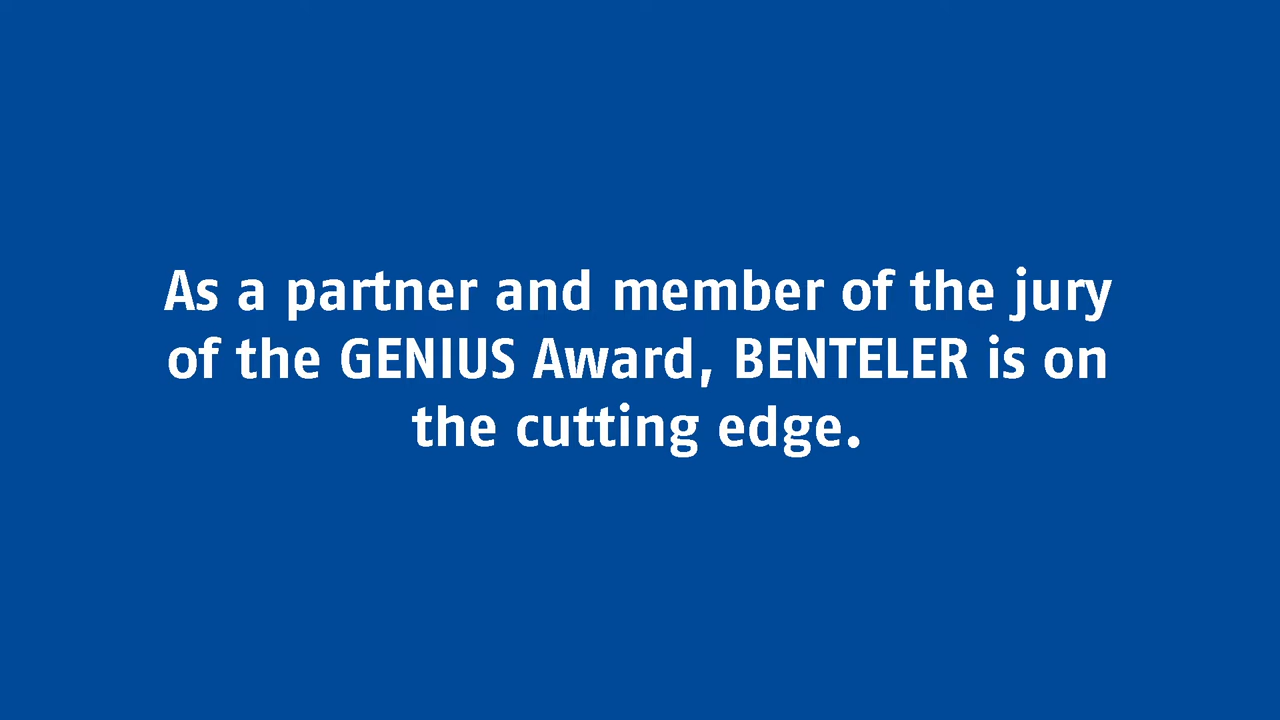 As a partner and member of the jury
of the GENIUS Award, BENTELER is on
the cutting edge.